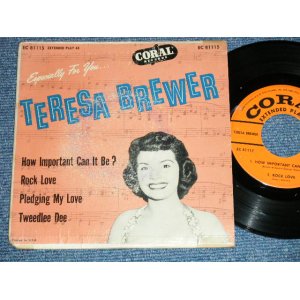 EC 81115
EXTENDED PLAY 45
CORAL
RECORDS
EC 81115
Especially For You...
TERESA BREWER
How Important Can It Be?
Rock Love
Pledging My Love
Tweedlee Dee
CORAL
EXTENDED PLAY
TERESA BREWER
EC 81115
1. HOW IMPORTANT CAN
2. ROCK LOVE